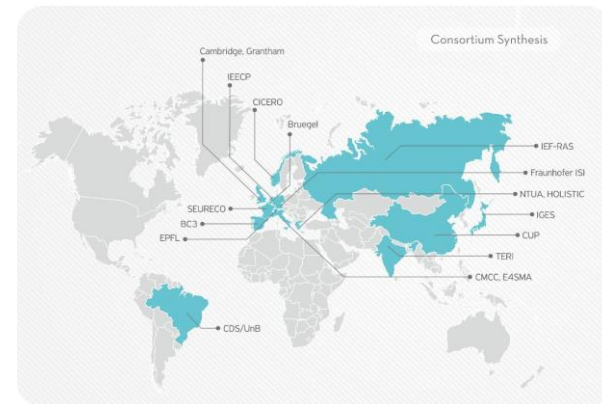 Consortium Synthesis
Cambridge, Grantham
IEECP
CICERO
Bruegel
IEF-RAS
Fraunhofer ISI
NTUA, HOLISTIC
SEURECO
IGES
BC3
CUP
EPFL
TERI
CMCC, E4SMA
CDS/UnB